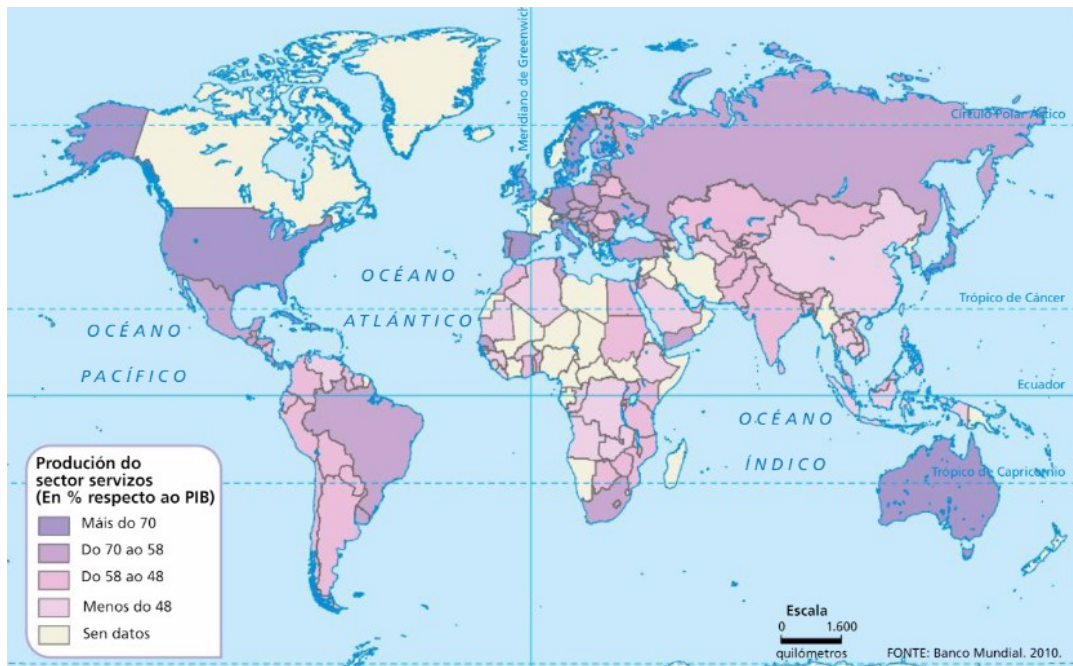 Meridiano de Greenwich
Círculo Polar Ártico
OCÉANO
ATLÁNTICO
Trópico de Cáncer
OCÉANO
PACÍFICO
Ecuador
OCÉANO
ÍNDICO
Trópico de Capricornio
Produción do
sector servizos
(En % respecto ao PIB)
Máis do 70
Do 70 ao 58
Do 58 ao 48
Menos do 48
Sen datos
Escala
0 1.600
quilómetros
FONTE: Banco Mundial. 2010.